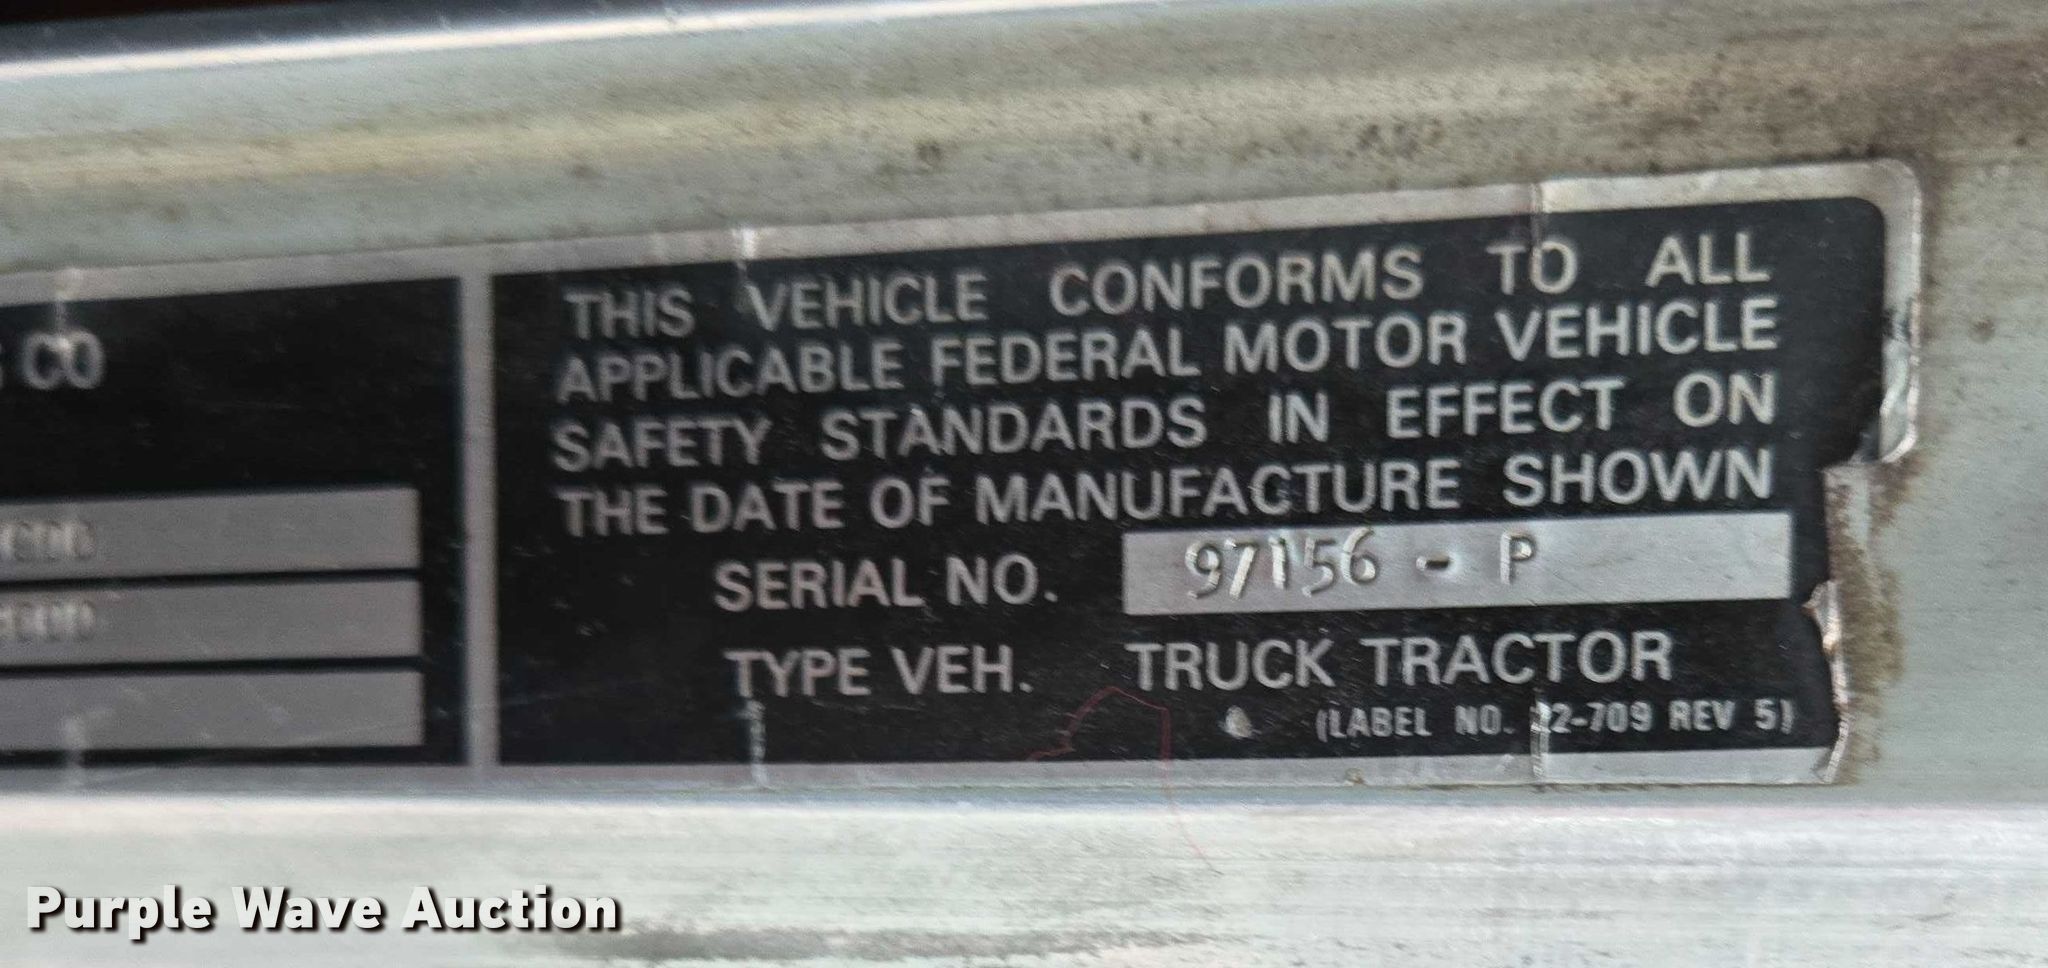 CO
THIS VEHICLE CONFORMS TO ALL
APPLICABLE FEDERAL MOTOR VEHICLE
SAFETY STANDARDS IN EFFECT ON
THE DATE OF MANUFACTURE SHOWN
SERIAL NO. 97156 - P
TYPE VEH. TRUCK TRACTOR
(LABEL NO. 22-709 REV 5)
Purple Wave Auction